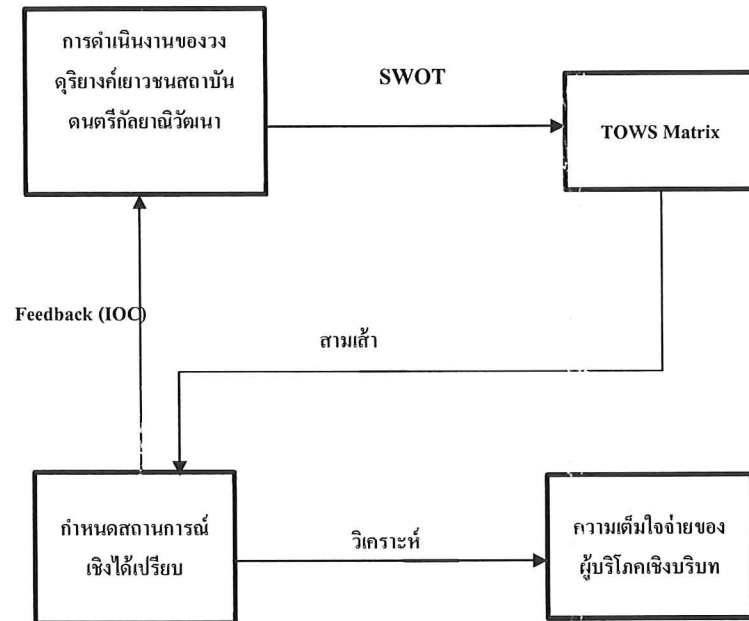 การดำเนินงานของวง
ดุริยางค์เยาวชนสถาบัน
ดนตรีกัลยาณิวัฒนา
SWOT
TOWS Matrix
Feedback (IOC)
สามเส้า
กำหนดสถานการณ์
เชิงได้เปรียบ
วิเคราะห์
ความเต็มใจจ่ายของ
ผู้บริโภคเชิงบริบท